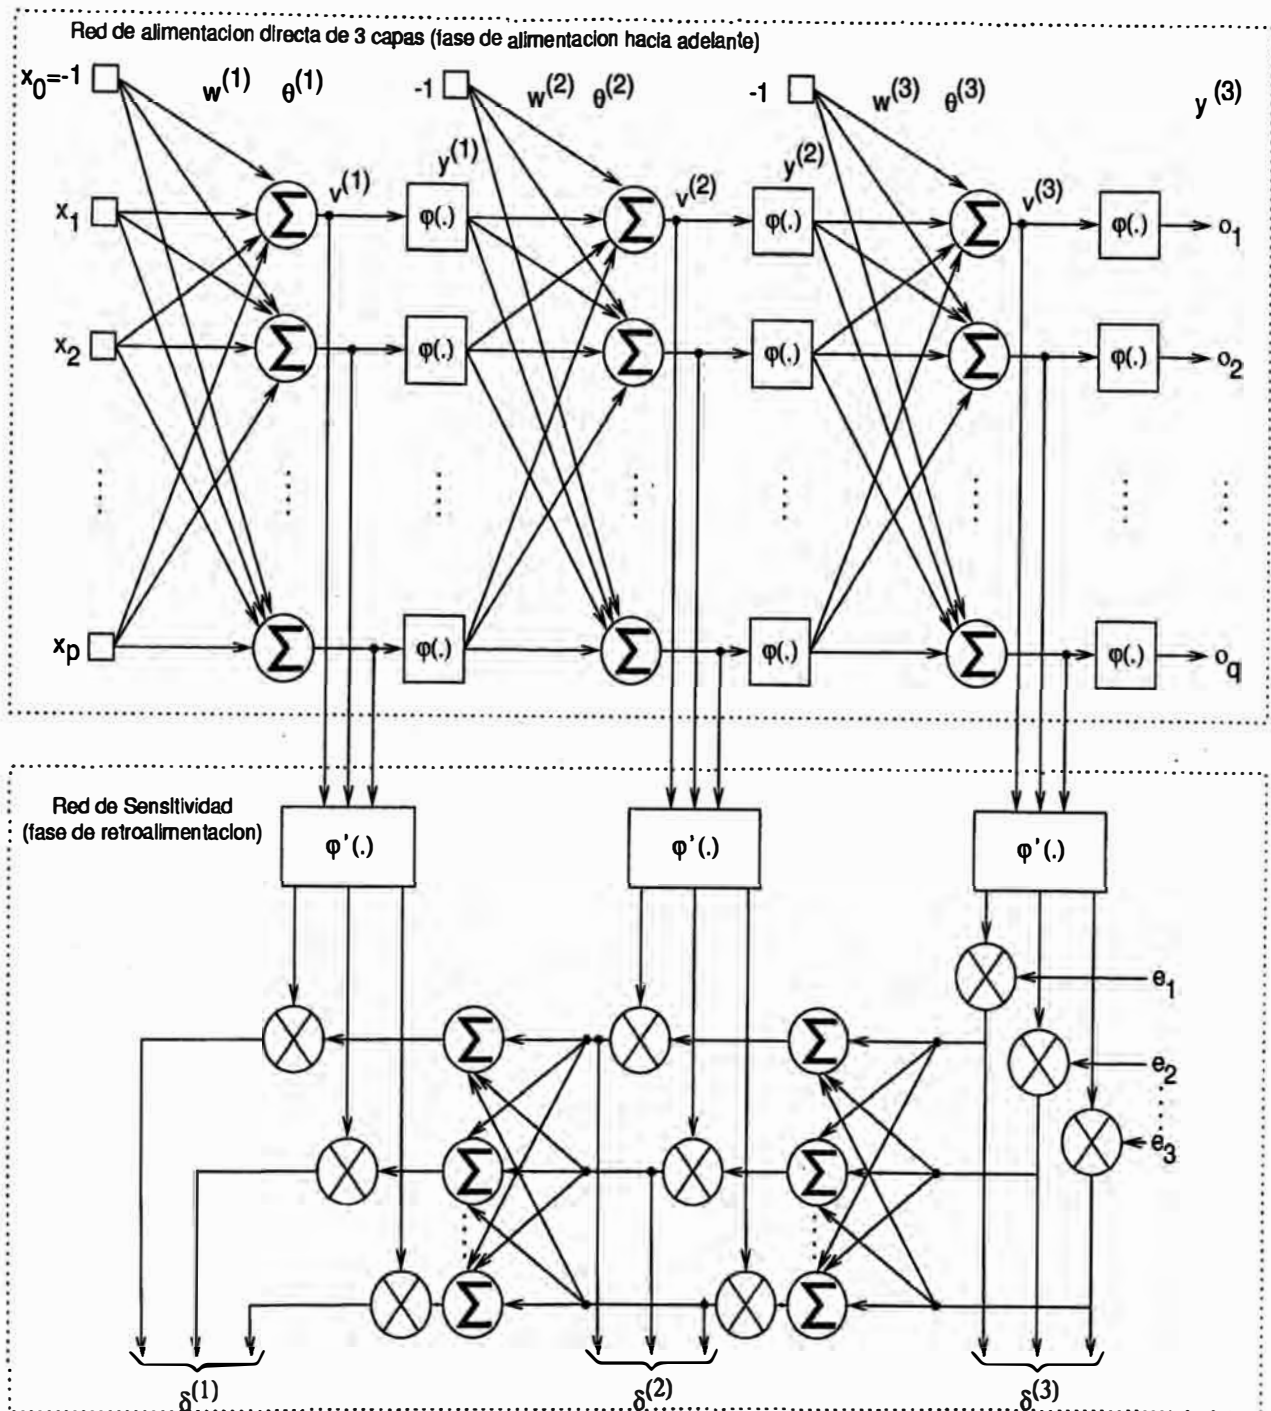 Red de alimentacion directa de 3 capas (fase de alimentacion hacia adelante)
x0=-1 w(1) θ(1) -1 w(2) θ(2) -1 w(3) θ(3) y(3)
y(1) y(2)
v(1) v(2) v(3)
x1 Σ φ(.) Σ φ(.) Σ φ(.) o1
x2 Σ φ(.) Σ φ(.) Σ φ(.) o2
xp Σ φ(.) Σ φ(.) Σ φ(.) oq
Red de Sensitividad
(fase de retroalimentacion)
φ'(.) φ'(.) φ'(.)
e1
Σ Σ
e2
e3
Σ Σ
Σ Σ
δ(1) δ(2) δ(3)